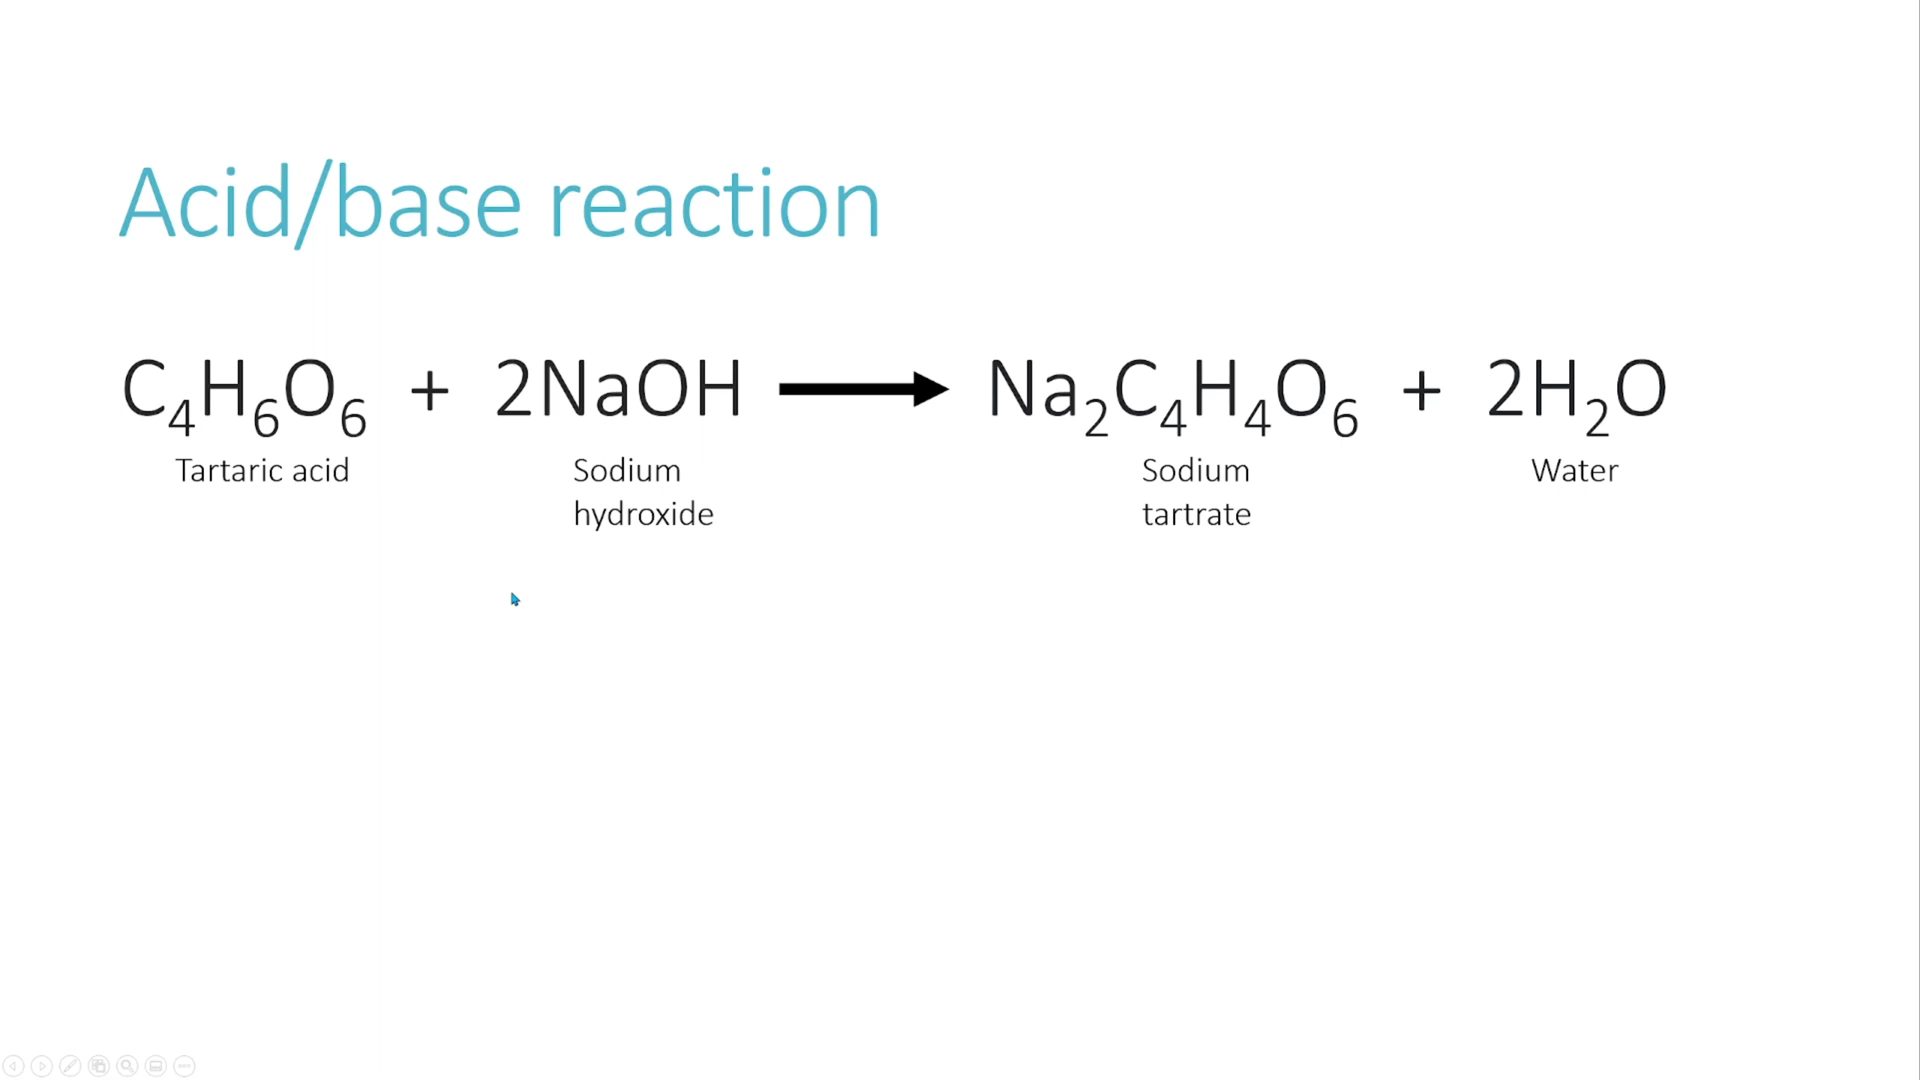 Acid/base reaction
C₄H₆O₆ + 2NaOH ⟶ Na₂C₄H₄O₆ + 2H₂O
Tartaric acid
Sodium
hydroxide
Sodium
tartrate
Water